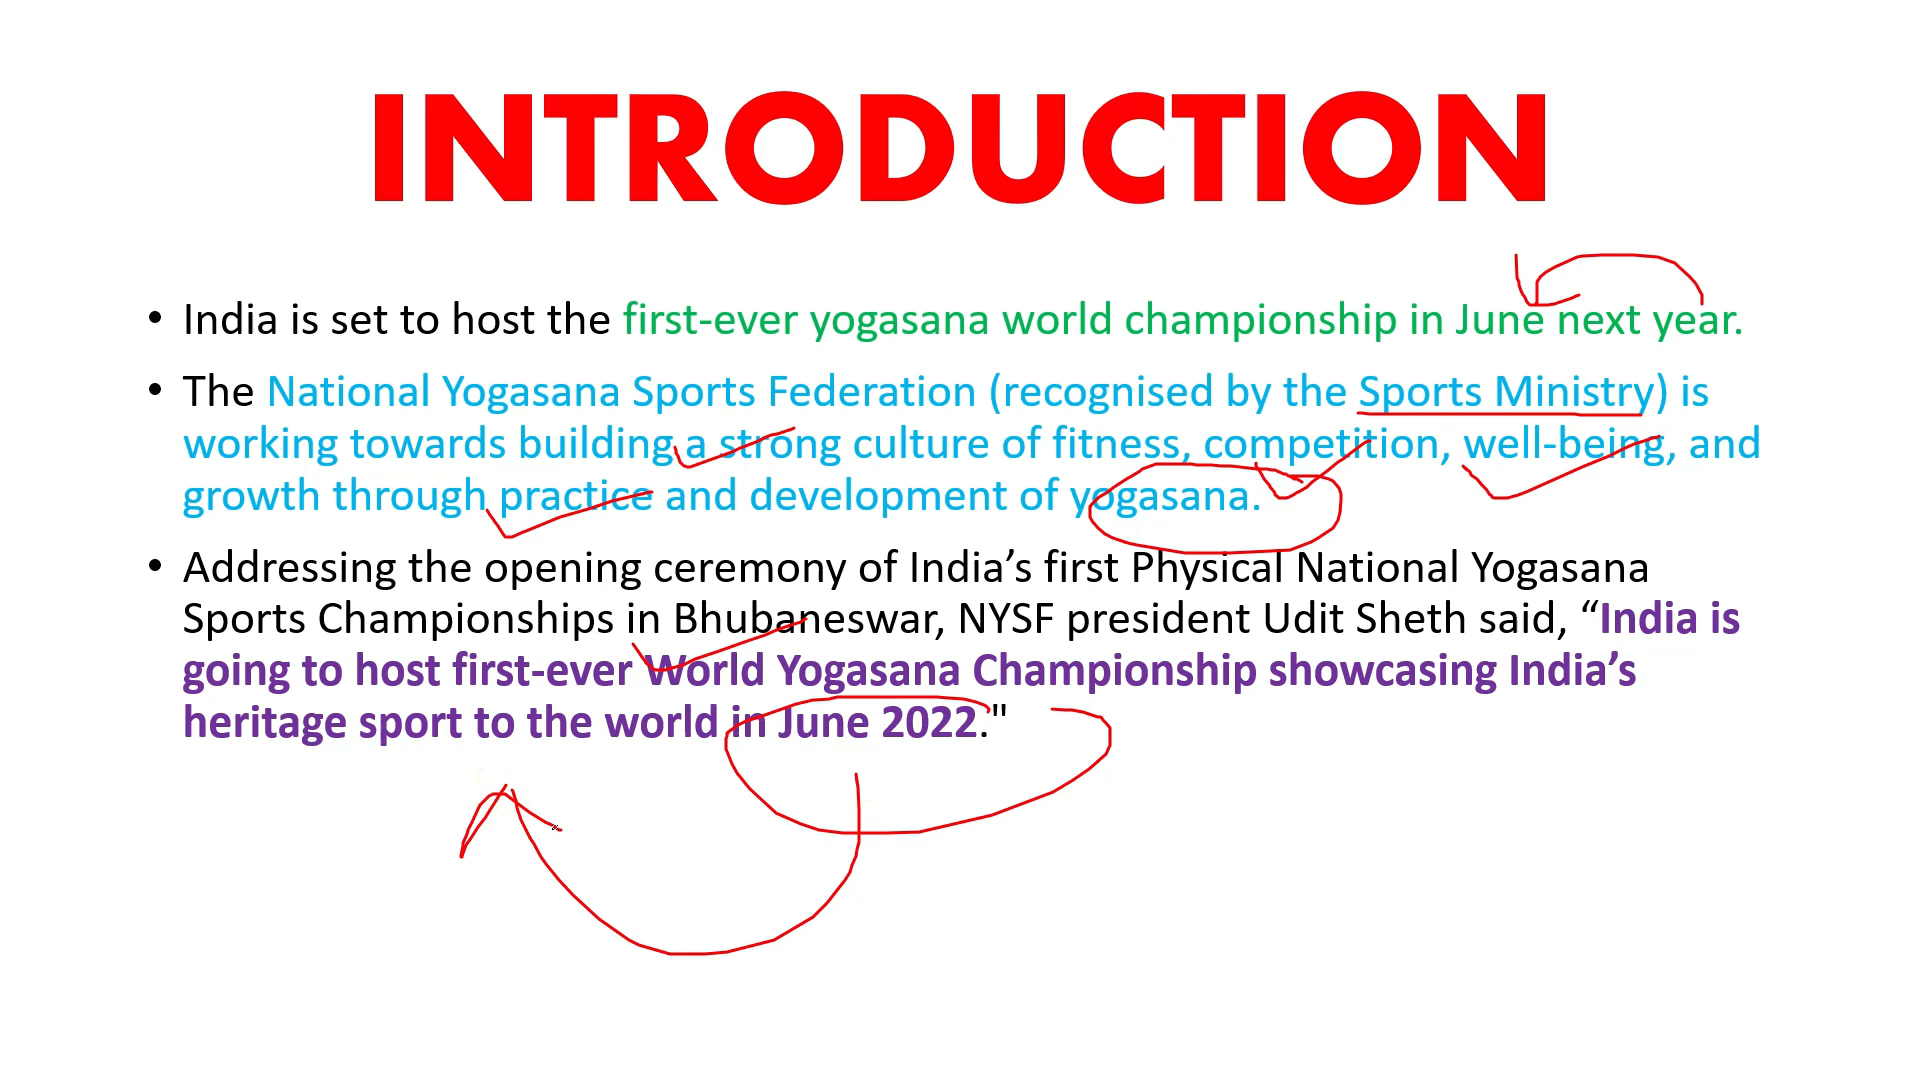 INTRODUCTION
• India is set to host the first-ever yogasana world championship in June next year.
• The National Yogasana Sports Federation (recognised by the Sports Ministry) is
working towards building a strong culture of fitness, competition, well-being, and
growth through practice and development of yogasana.
• Addressing the opening ceremony of India’s first Physical National Yogasana
Sports Championships in Bhubaneswar, NYSF president Udit Sheth said, “India is
going to host first-ever World Yogasana Championship showcasing India’s
heritage sport to the world in June 2022."